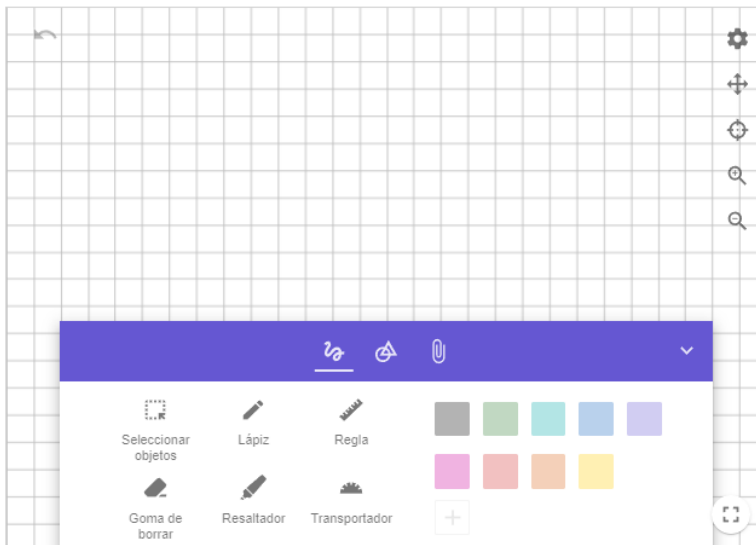 Seleccionar
objetos
Lápiz
Regla
Goma de
borrar
Resaltador
Transportador